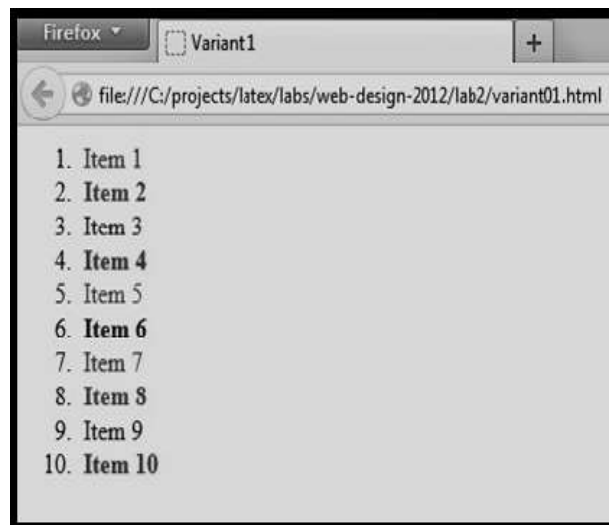 Firefox
Variant1
+
file:///C:/projects/latex/labs/web-design-2012/lab2/variant01.html
1. Item 1
2. Item 2
3. Item 3
4. Item 4
5. Item 5
6. Item 6
7. Item 7
8. Item 8
9. Item 9
10. Item 10